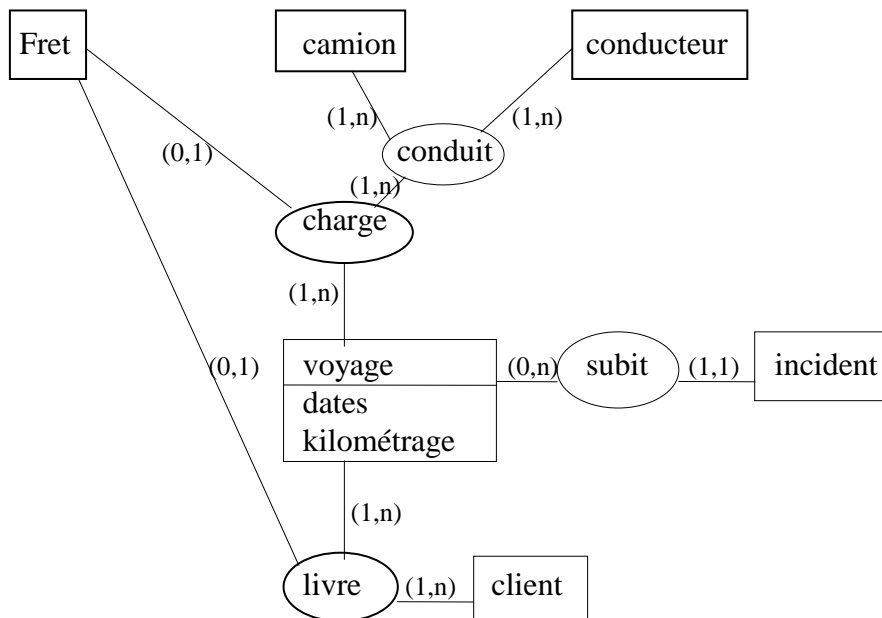 Fret
camion
conducteur
(1,n)
(1,n)
(0,1)
conduit
(1,n)
charge
(1,n)
voyage
(0,n)
subit
(1,1)
incident
(0,1)
dates
kilométrage
(1,n)
livre
(1,n)
client